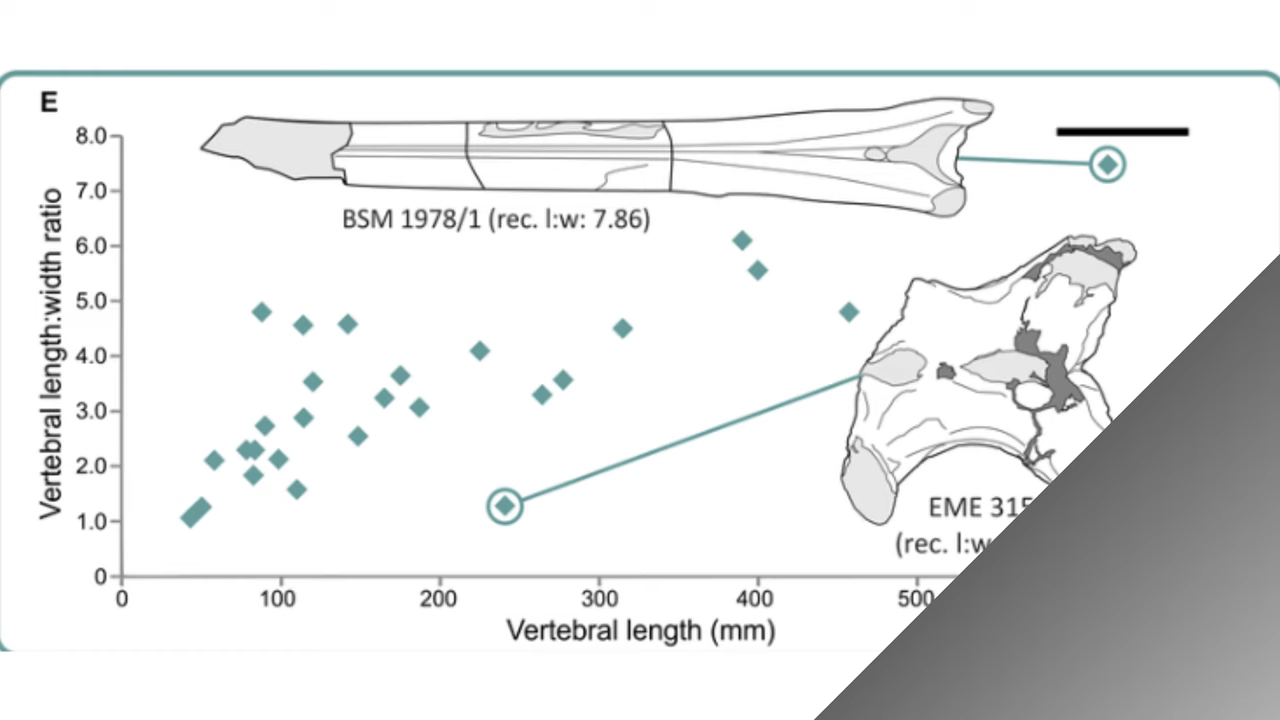 E
8.0
7.0
6.0
5.0
4.0
3.0
2.0
1.0
0
Vertebral length:width ratio
BSM 1978/1 (rec. l:w: 7.86)
EME 315
(rec. l:w
0 100 200 300 400 500
Vertebral length (mm)